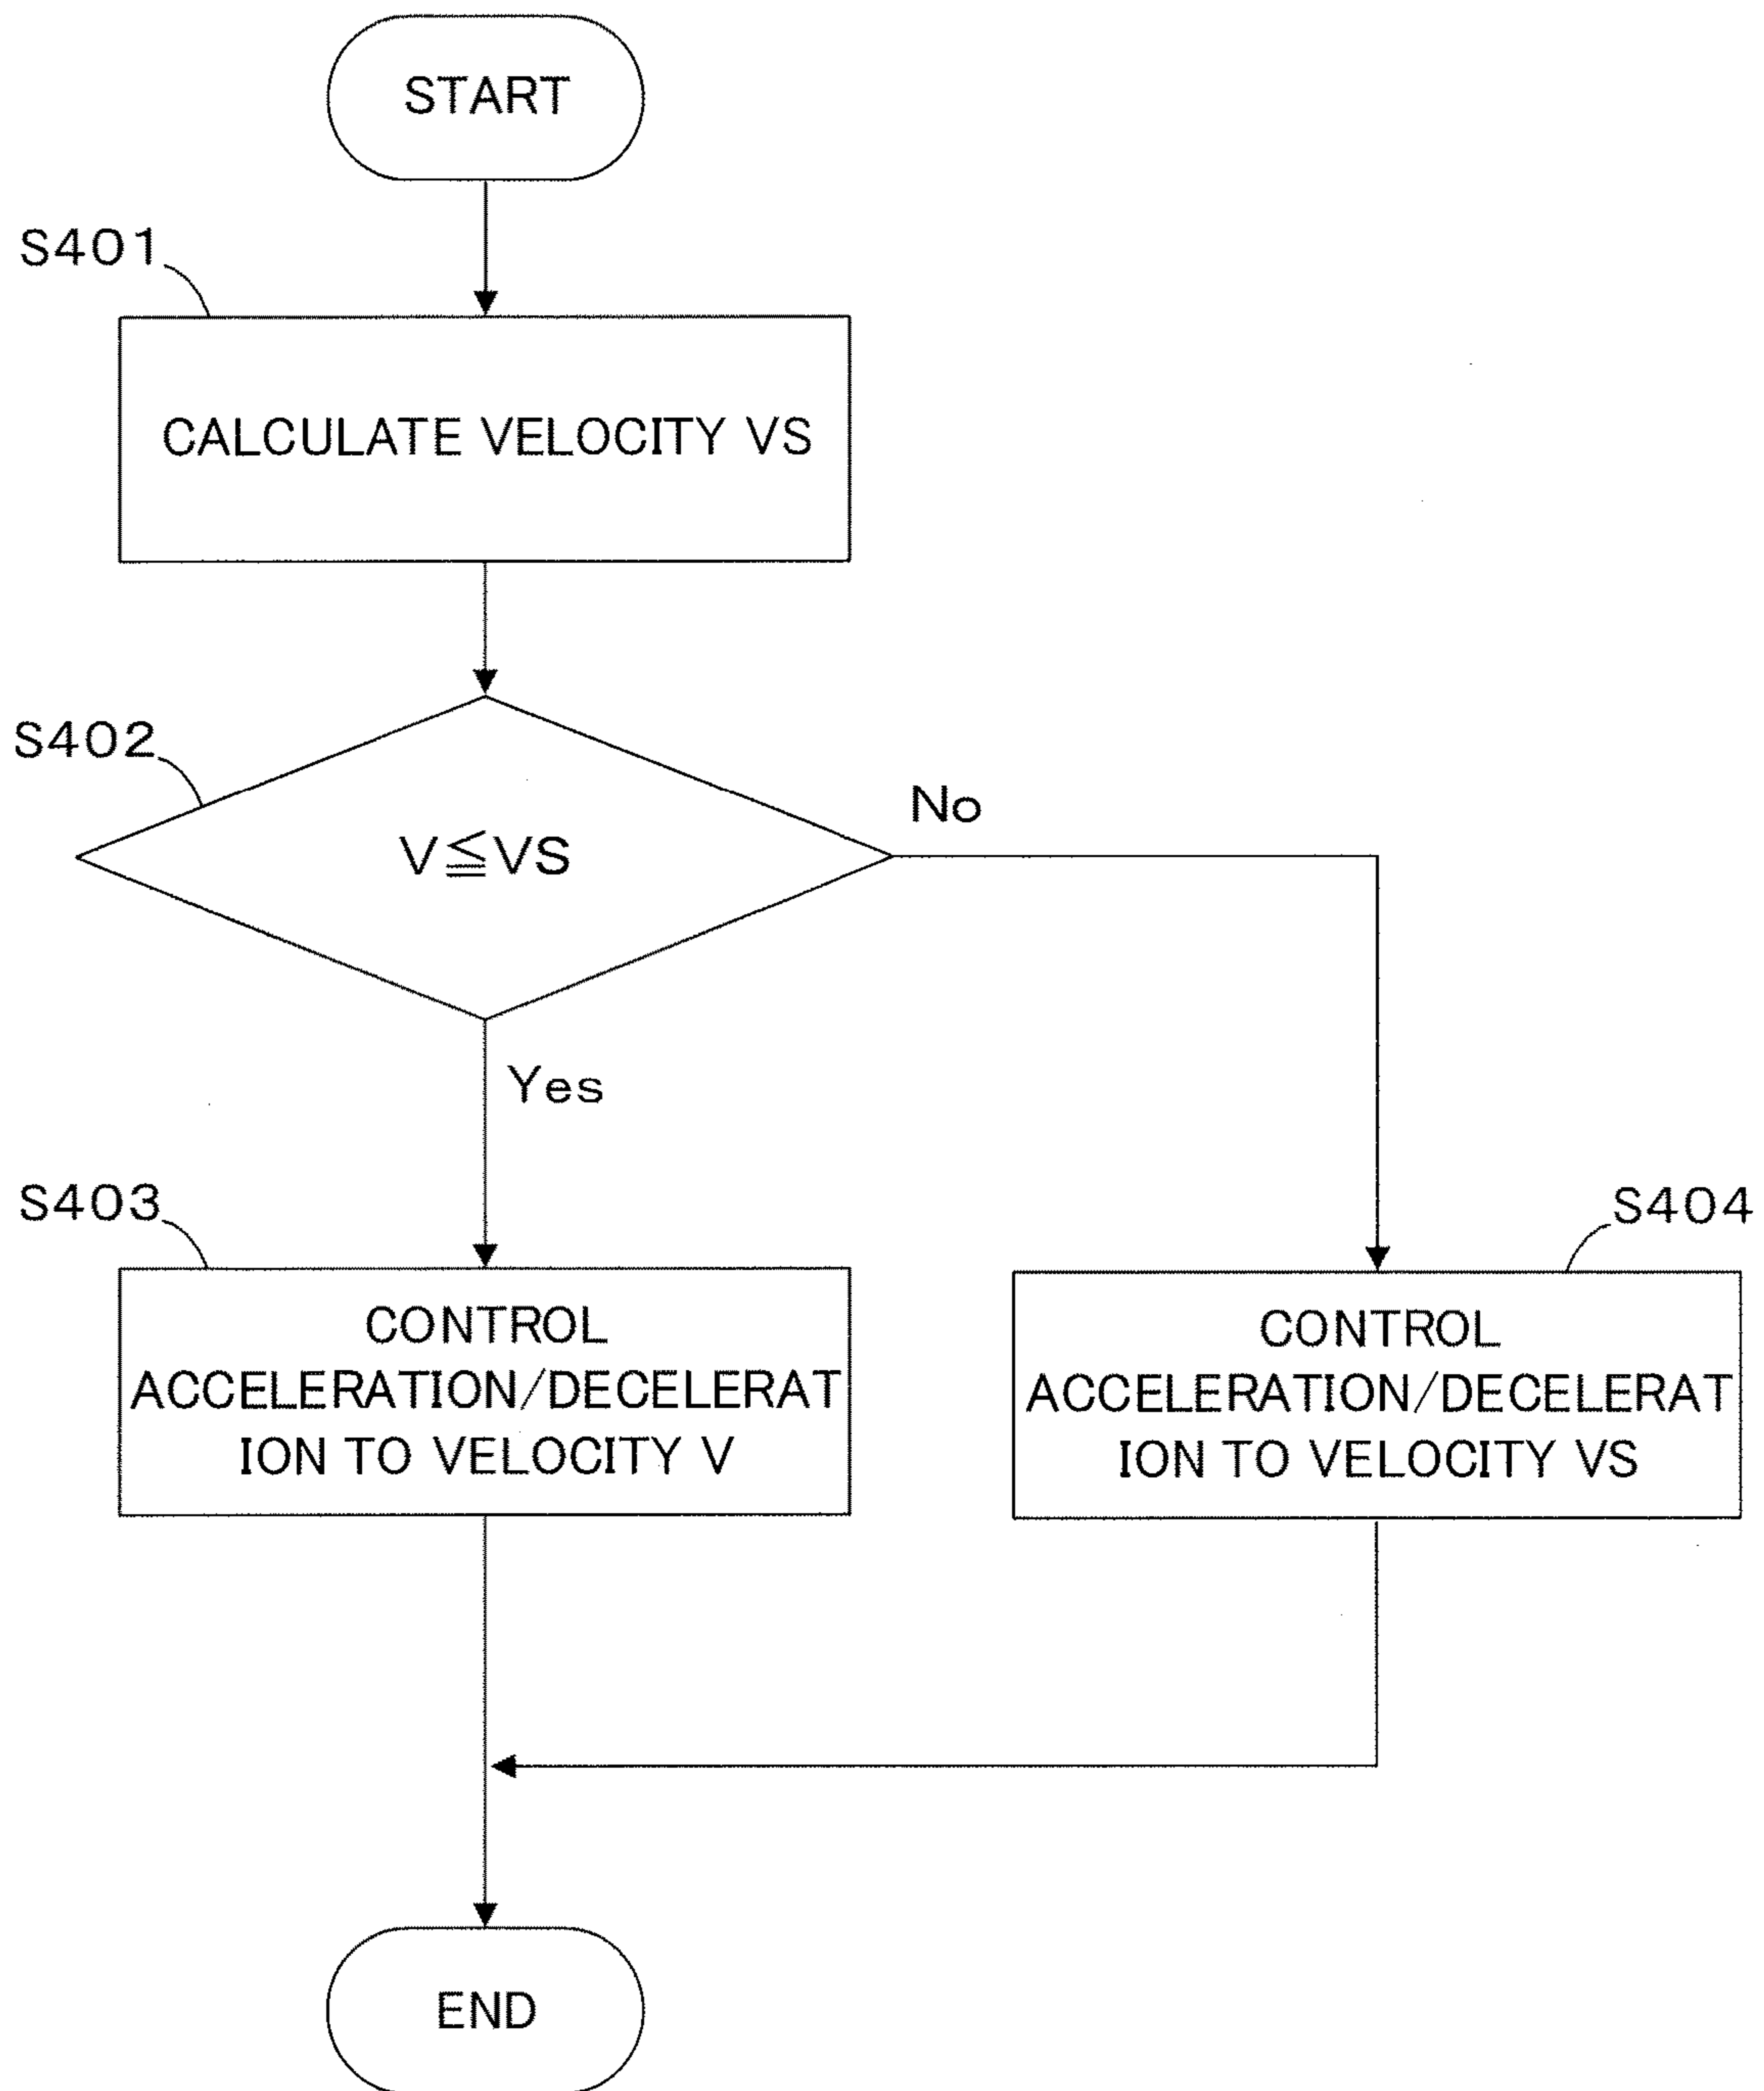 START
S401
CALCULATE VELOCITY VS
S402
V≦VS
No
Yes
S403
CONTROL
ACCELERATION/DECELERAT
ION TO VELOCITY V
S404
CONTROL
ACCELERATION/DECELERAT
ION TO VELOCITY VS
END